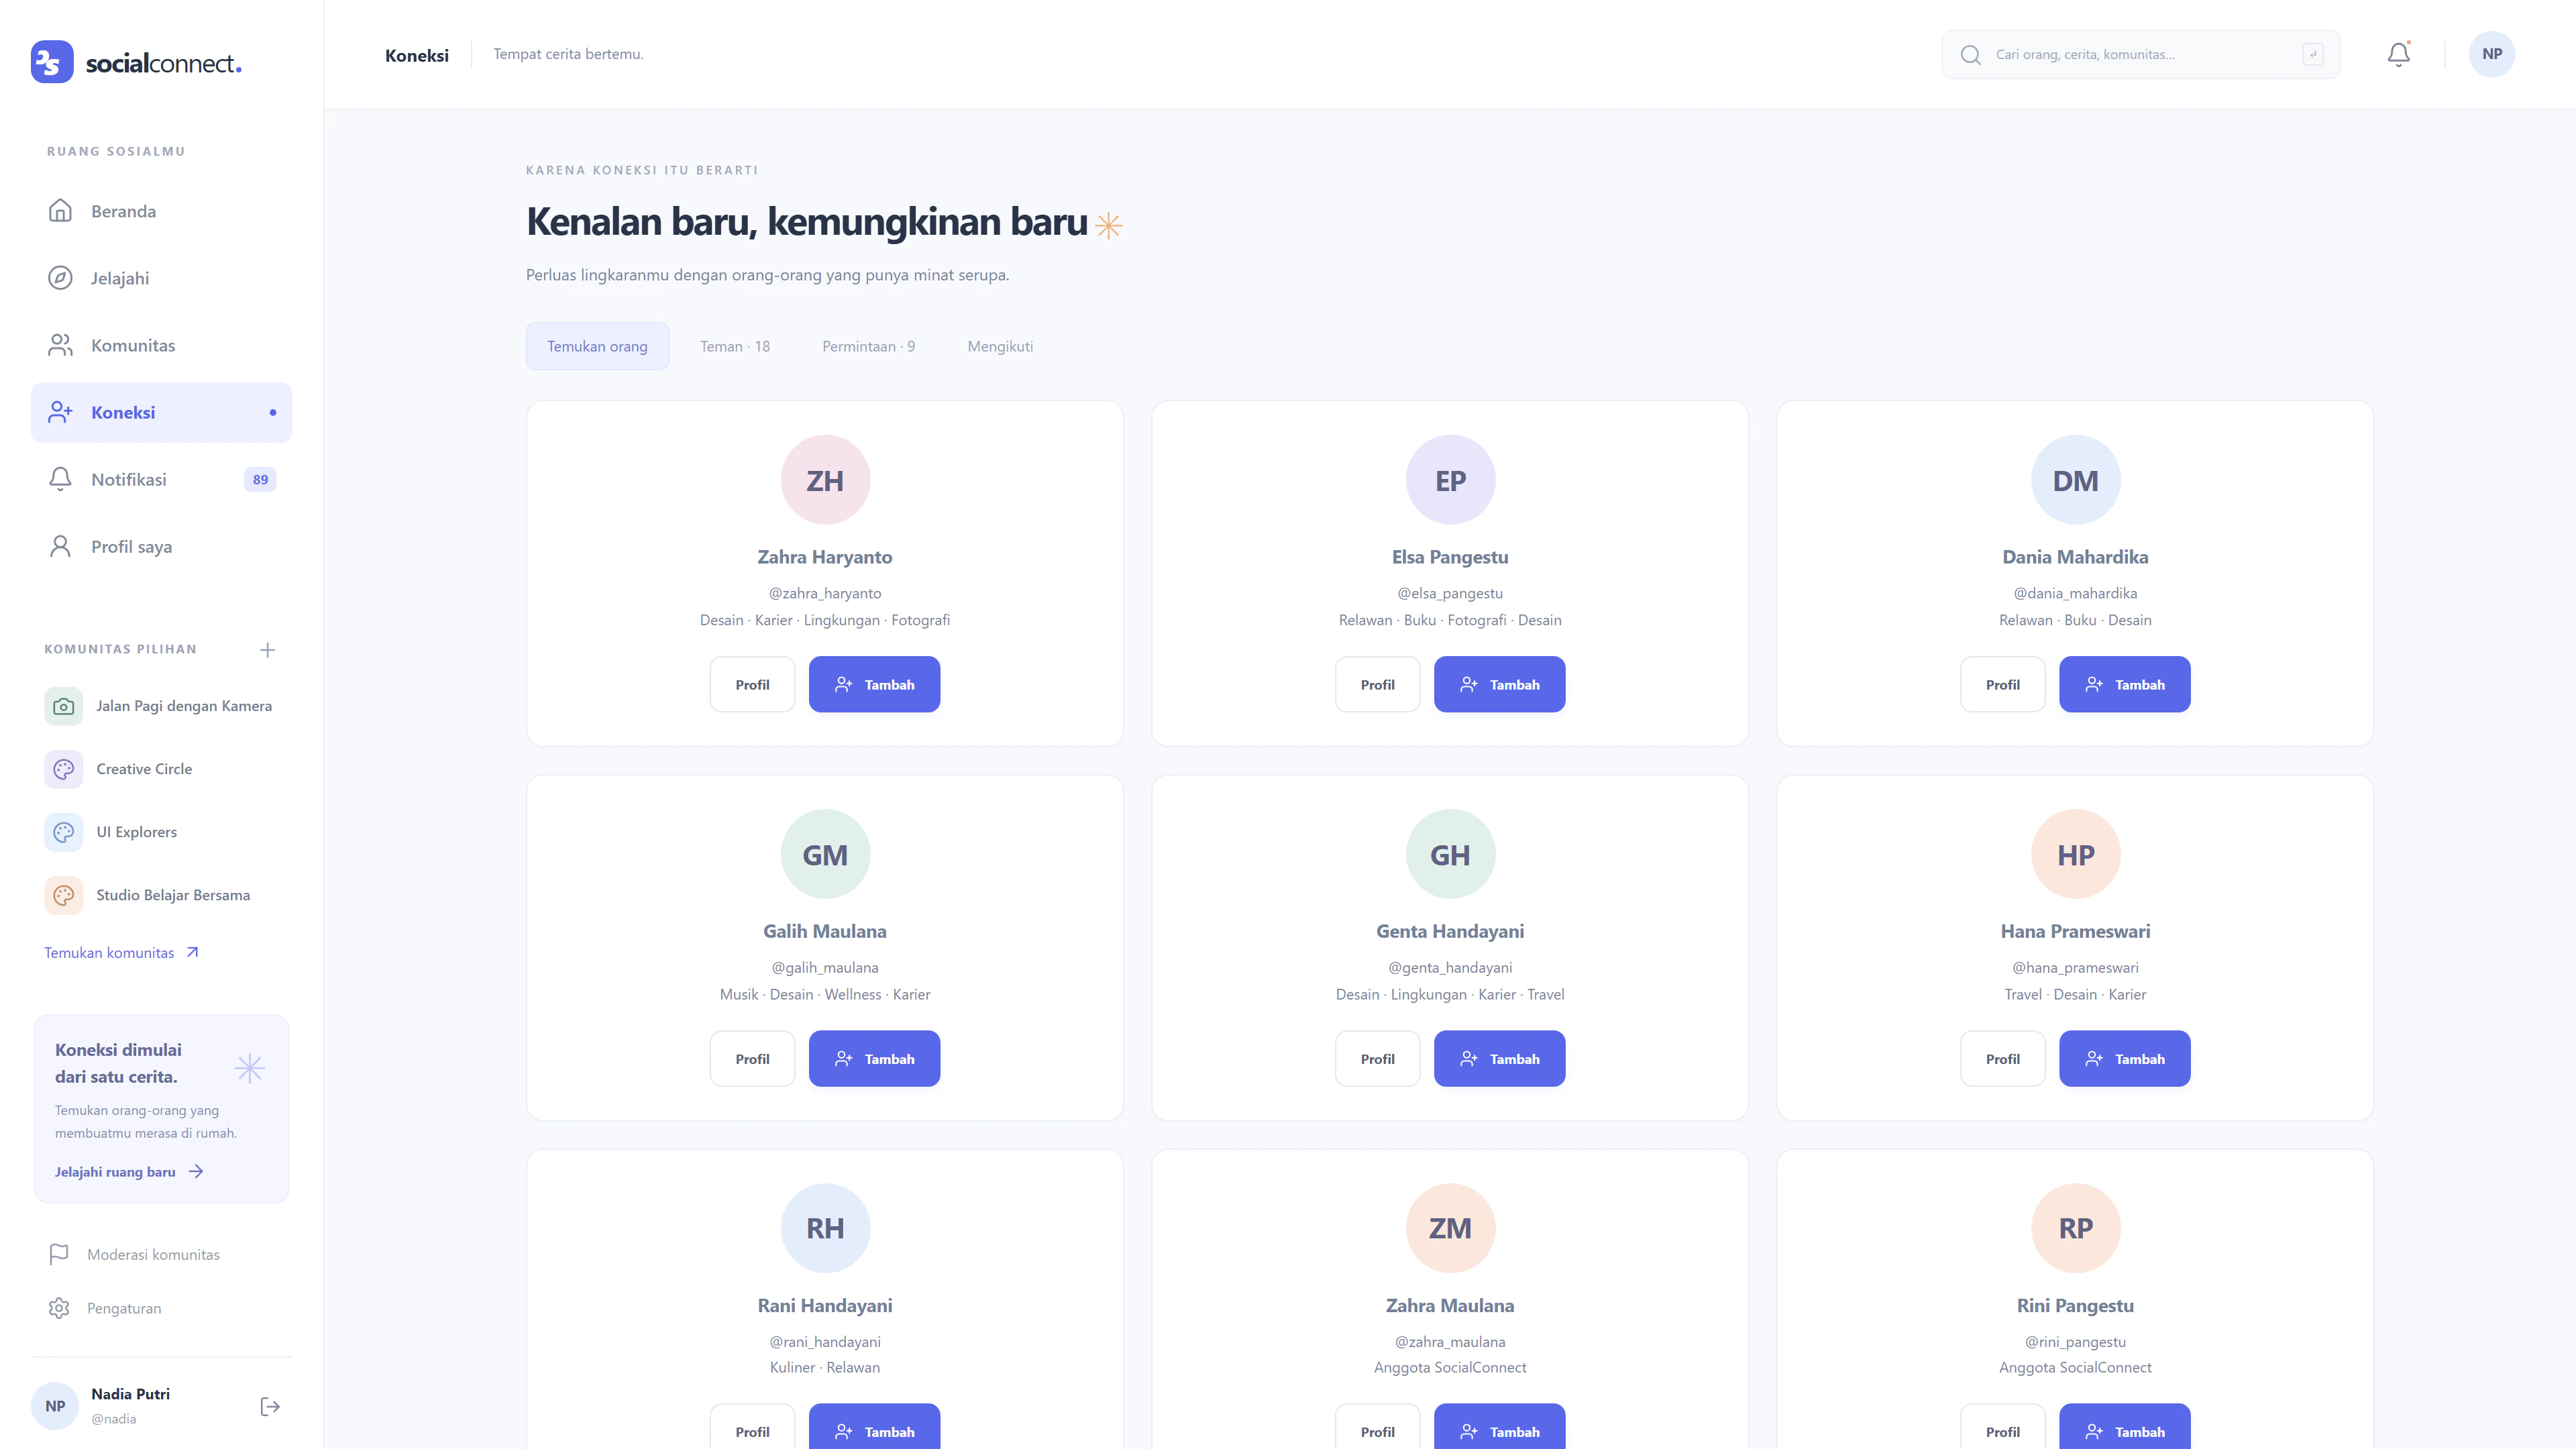 socialconnect.
RUANG SOSIALMU
Beranda
Jelajahi
Komunitas
Koneksi
Notifikasi 89
Profil saya
KOMUNITAS PILIHAN
Jalan Pagi dengan Kamera
Creative Circle
UI Explorers
Studio Belajar Bersama
Temukan komunitas
Koneksi dimulai
dari satu cerita.
Temukan orang-orang yang
membuatmu merasa di rumah.
Jelajahi ruang baru
Moderasi komunitas
Pengaturan
NP
Nadia Putri
@nadia
Koneksi
Tempat cerita bertemu.
Cari orang, cerita, komunitas...
NP
KARENA KONEKSI ITU BERARTI
Kenalan baru, kemungkinan baru
Perluas lingkaranmu dengan orang-orang yang punya minat serupa.
Temukan orang
Teman · 18
Permintaan · 9
Mengikuti
ZH
Zahra Haryanto
@zahra_haryanto
Desain · Karier · Lingkungan · Fotografi
Profil
Tambah
EP
Elsa Pangestu
@elsa_pangestu
Relawan · Buku · Fotografi · Desain
Profil
Tambah
DM
Dania Mahardika
@dania_mahardika
Relawan · Buku · Desain
Profil
Tambah
GM
Galih Maulana
@galih_maulana
Musik · Desain · Wellness · Karier
Profil
Tambah
GH
Genta Handayani
@genta_handayani
Desain · Lingkungan · Karier · Travel
Profil
Tambah
HP
Hana Prameswari
@hana_prameswari
Travel · Desain · Karier
Profil
Tambah
RH
Rani Handayani
@rani_handayani
Kuliner · Relawan
Profil
Tambah
ZM
Zahra Maulana
@zahra_maulana
Anggota SocialConnect
Profil
Tambah
RP
Rini Pangestu
@rini_pangestu
Anggota SocialConnect
Profil
Tambah